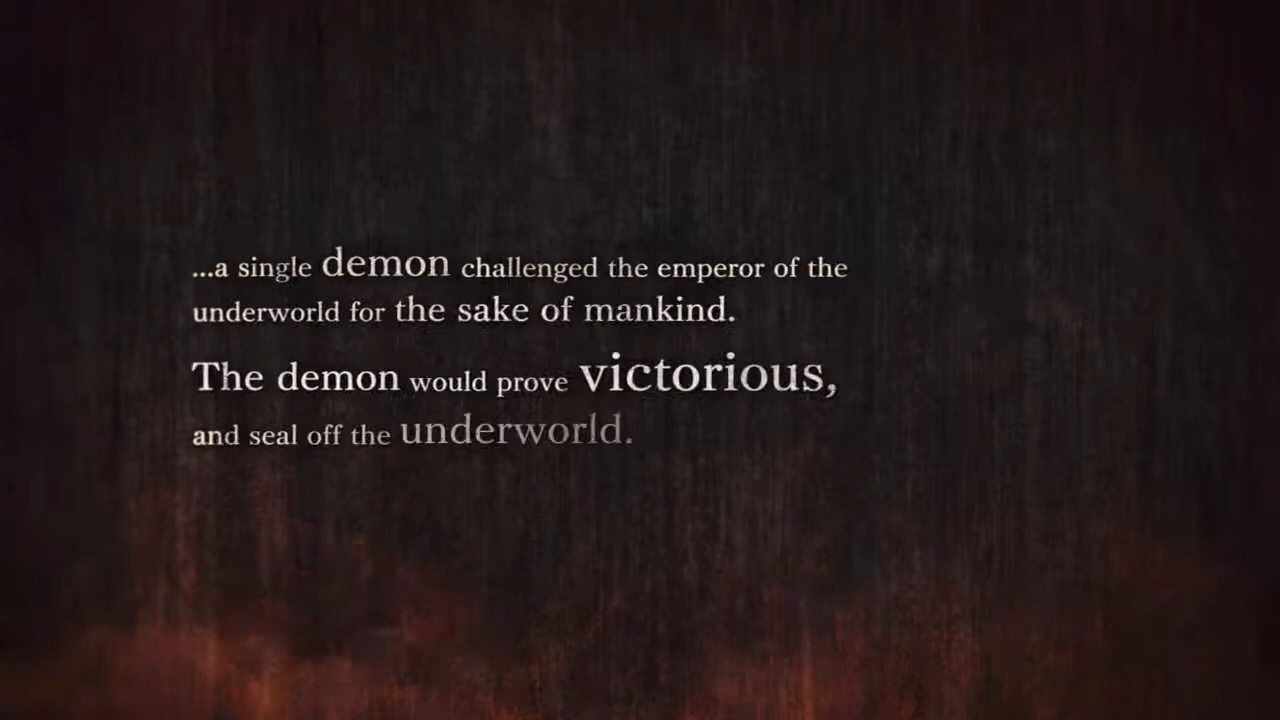 ...a single demon challenged the emperor of the
underworld for the sake of mankind.
The demon would prove victorious,
and seal off the underworld.